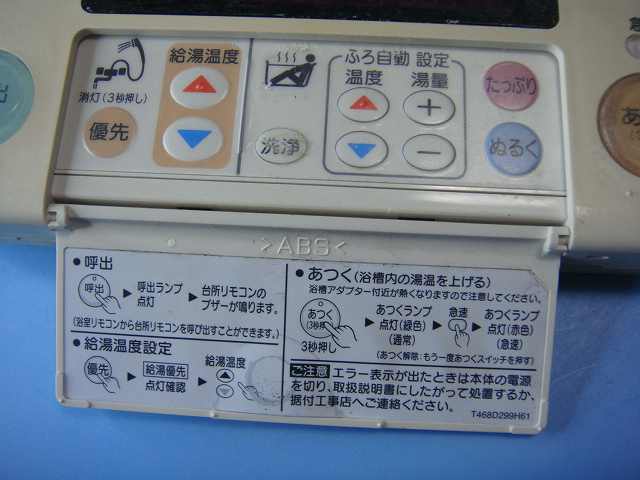 出
給湯温度
消灯(3秒押し)
優先
洗浄
ふろ自動 設定
温度 湯量
たっぷり
ぬるく
急
あ
>ABS<
●呼出
呼出
呼出ランプ
点灯
台所リモコンの
ブザーが鳴ります。
(浴室リモコンから台所リモコンを呼び出すことができます。)
●給湯温度設定
優先
給湯優先
点灯確認
給湯温度
●あつく(浴槽内の湯温を上げる)
浴槽アダプター付近が熱くなりますので注意してください。
あつく
(3秒押し)
3秒押し
あつくランプ
点灯(緑色)
(通常)
急速
あつくランプ
点灯(赤色)
(急速)
(あつく解除:もう一度あつくスイッチを押す)
ご注意 エラー表示が出たときは本体の電源
を切り、取扱説明書にしたがって処置するか、
据付工事店へご連絡ください。
T468D299H61